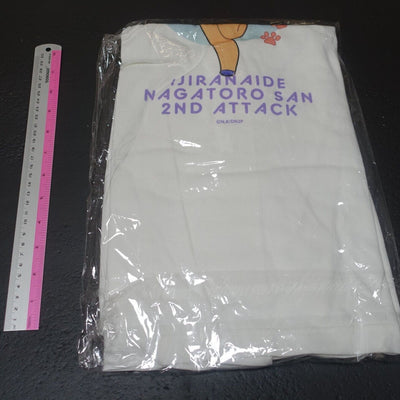 IJIRANAIDE
NAGATORO SAN
2ND ATTACK